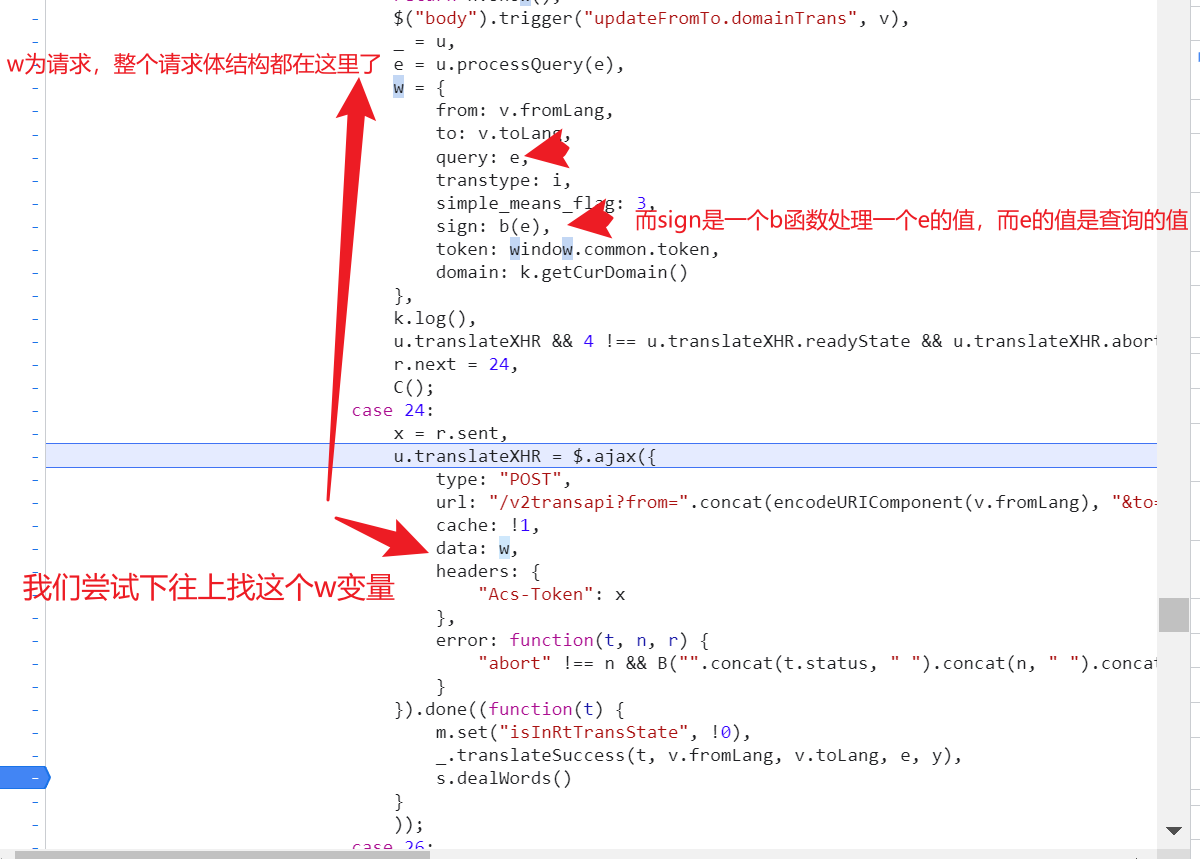 $("body").trigger("updateFromTo.domainTrans", v),
_ = u,
w为请求，整个请求体结构都在这里了
e = u.processQuery(e),
w = {
from: v.fromLang,
to: v.toLang,
query: e,
transtype: i,
simple_means_flag: 3,
而sign是一个b函数处理一个e的值，而e的值是查询的值
sign: b(e),
token: window.common.token,
domain: k.getCurDomain()
},
k.log(),
u.translateXHR && 4 !== u.translateXHR.readyState && u.translateXHR.abort
r.next = 24,
C();
case 24:
x = r.sent,
u.translateXHR = $.ajax({
type: "POST",
url: "/v2transapi?from=".concat(encodeURIComponent(v.fromLang), "&to=
cache: !1,
data: w,
我们尝试下往上找这个w变量
headers: {
"Acs-Token": x
},
error: function(t, n, r) {
"abort" !== n && B("".concat(t.status, " ").concat(n, " ").concat
}
}).done((function(t) {
m.set("isInRtTransState", !0),
_.translateSuccess(t, v.fromLang, v.toLang, e, y),
s.dealWords()
}
));
case 26: